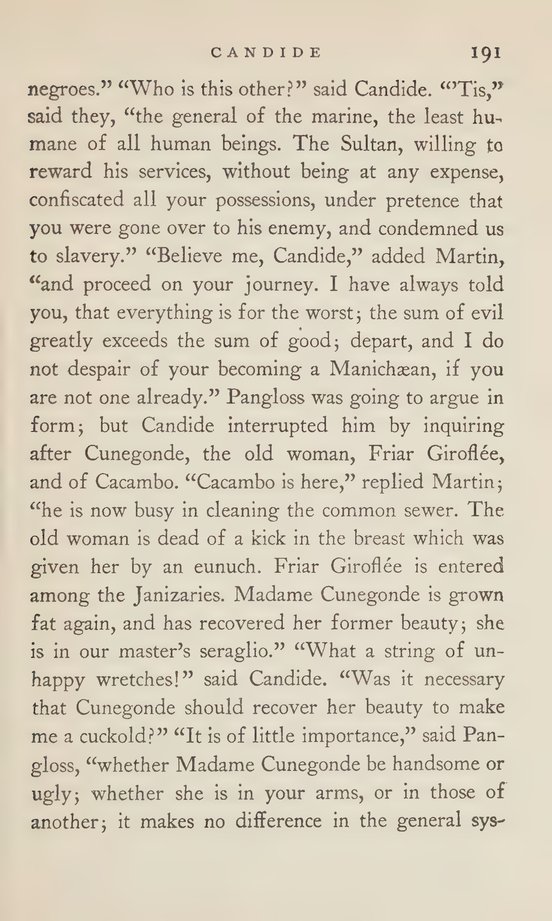 CANDIDE 191
negroes.” “Who is this other?” said Candide. “’Tis,”
said they, “the general of the marine, the least hu-
mane of all human beings. The Sultan, willing to
reward his services, without being at any expense,
confiscated all your possessions, under pretence that
you were gone over to his enemy, and condemned us
to slavery.” “Believe me, Candide,” added Martin,
“and proceed on your journey. I have always told
you, that everything is for the worst; the sum of evil
greatly exceeds the sum of good; depart, and I do
not despair of your becoming a Manichæan, if you
are not one already.” Pangloss was going to argue in
form; but Candide interrupted him by inquiring
after Cunegonde, the old woman, Friar Giroflée,
and of Cacambo. “Cacambo is here,” replied Martin;
“he is now busy in cleaning the common sewer. The
old woman is dead of a kick in the breast which was
given her by an eunuch. Friar Giroflée is entered
among the Janizaries. Madame Cunegonde is grown
fat again, and has recovered her former beauty; she
is in our master’s seraglio.” “What a string of un-
happy wretches!” said Candide. “Was it necessary
that Cunegonde should recover her beauty to make
me a cuckold?” “It is of little importance,” said Pan-
gloss, “whether Madame Cunegonde be handsome or
ugly; whether she is in your arms, or in those of
another; it makes no difference in the general sys-